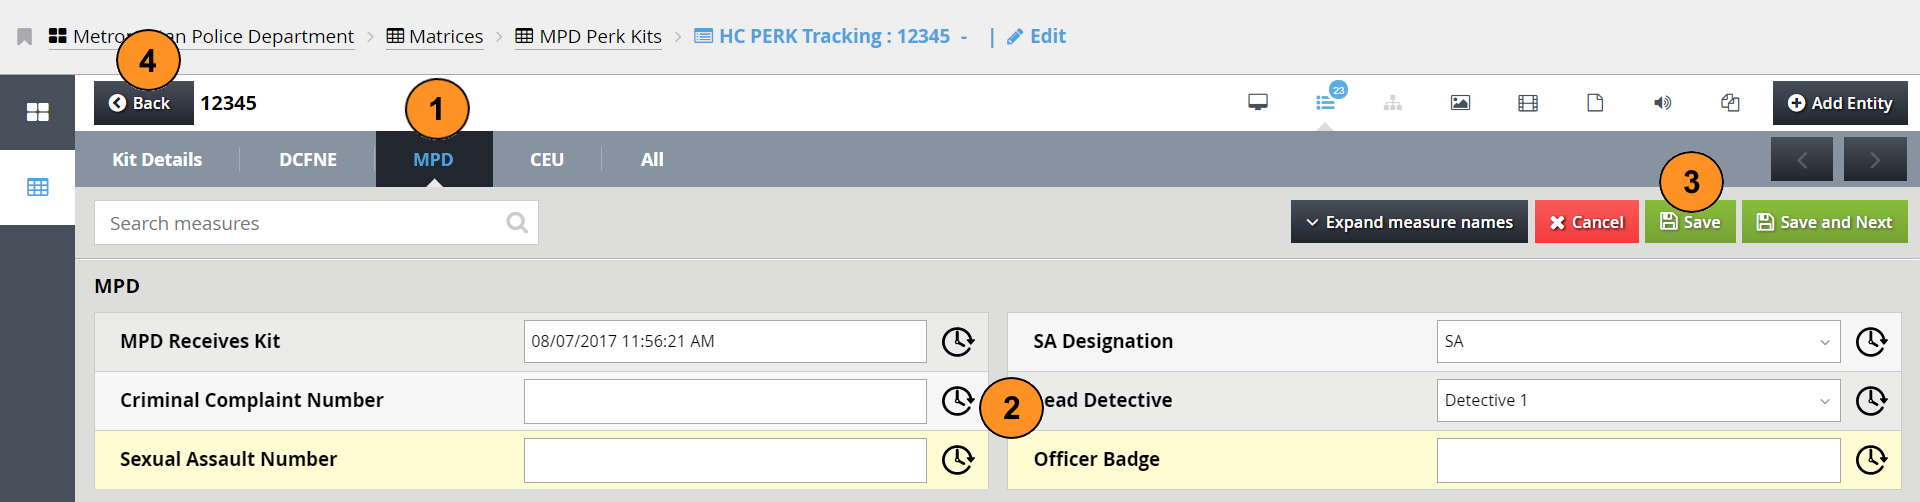 Metropolitan Police Department > Matrices > MPD Perk Kits > HC PERK Tracking : 12345 - | Edit
4
Back 12345 1 23 Add Entity
Kit Details DCFNE MPD CEU All
3
Search measures Expand measure names Cancel Save Save and Next
MPD
MPD Receives Kit 08/07/2017 11:56:21 AM SA Designation SA
Criminal Complaint Number 2 ead Detective Detective 1
Sexual Assault Number Officer Badge